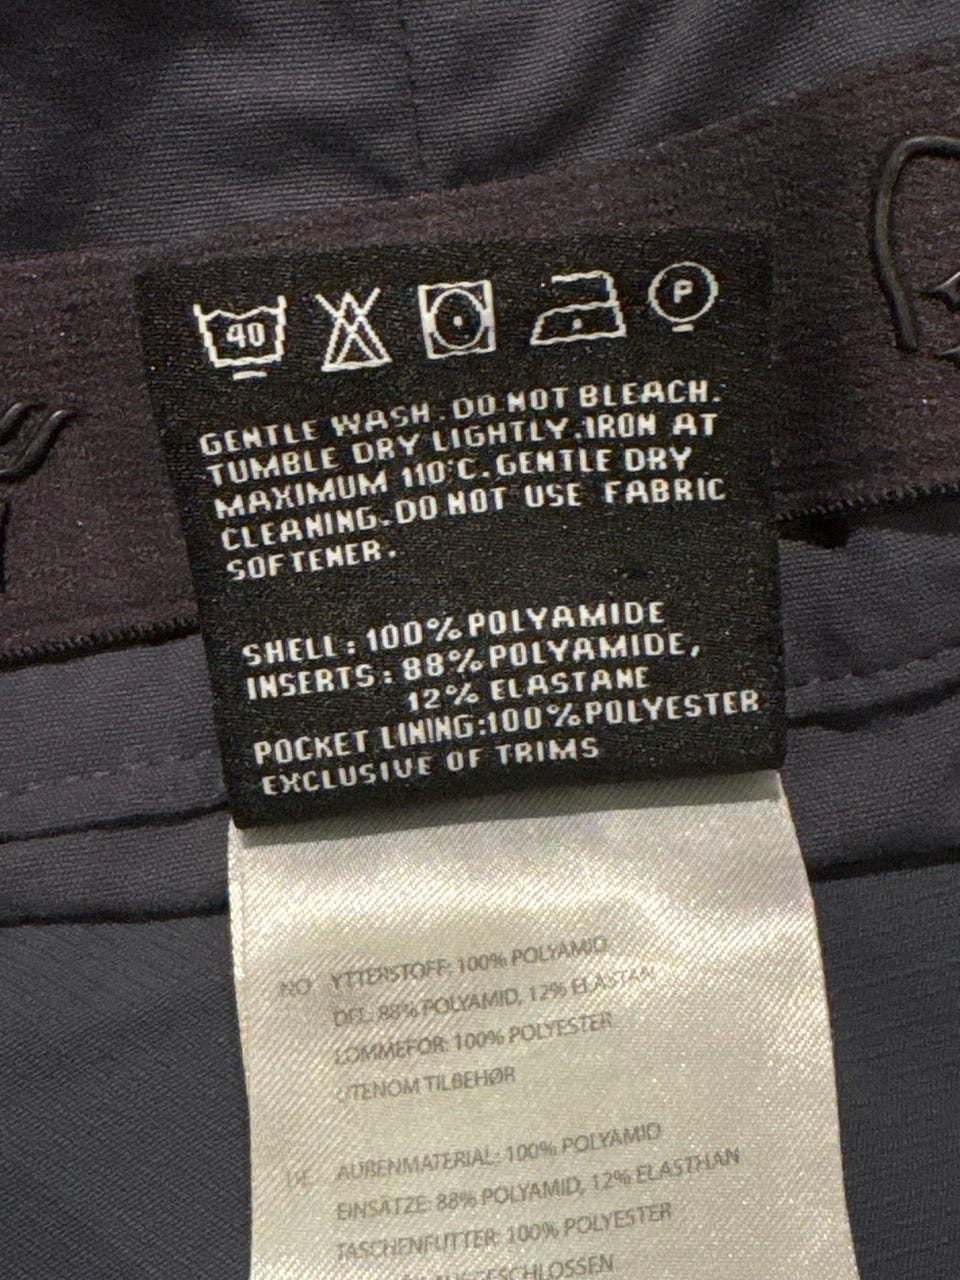 40
P
GENTLE WASH. DO NOT BLEACH.
TUMBLE DRY LIGHTLY. IRON AT
MAXIMUM 110°C. GENTLE DRY
CLEANING. DO NOT USE FABRIC
SOFTENER.
SHELL: 100% POLYAMIDE
INSERTS: 88% POLYAMIDE,
12% ELASTANE
POCKET LINING: 100% POLYESTER
EXCLUSIVE OF TRIMS
NO YTTERSTOFF: 100% POLYAMID
DEL: 88% POLYAMID, 12% ELASTAN
LOMMEFOR: 100% POLYESTER
UTENOM TILBEHØR
DE AUßENMATERIAL: 100% POLYAMID
EINSÄTZE: 88% POLYAMID, 12% ELASTHAN
TASCHENFUTTER: 100% POLYESTER
AUSGESCHLOSSEN